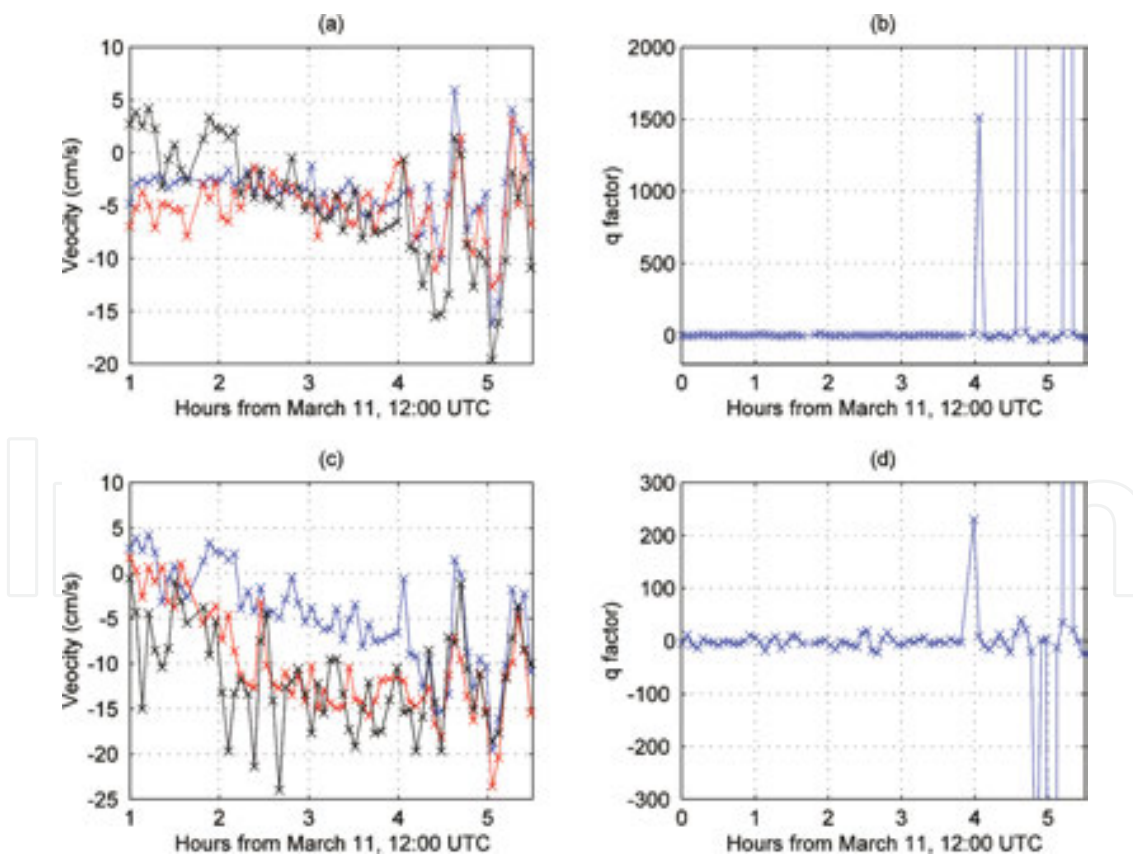 (a)
10
5
0
-5
-10
-15
-20
Veocity (cm/s)
1 2 3 4 5
Hours from March 11, 12:00 UTC
(b)
2000
1500
1000
500
0
q factor)
0 1 2 3 4 5
Hours from March 11, 12:00 UTC
(c)
10
5
0
-5
-10
-15
-20
-25
Veocity (cm/s)
1 2 3 4 5
Hours from March 11, 12:00 UTC
(d)
300
200
100
0
-100
-200
-300
q factor)
0 1 2 3 4 5
Hours from March 11, 12:00 UTC